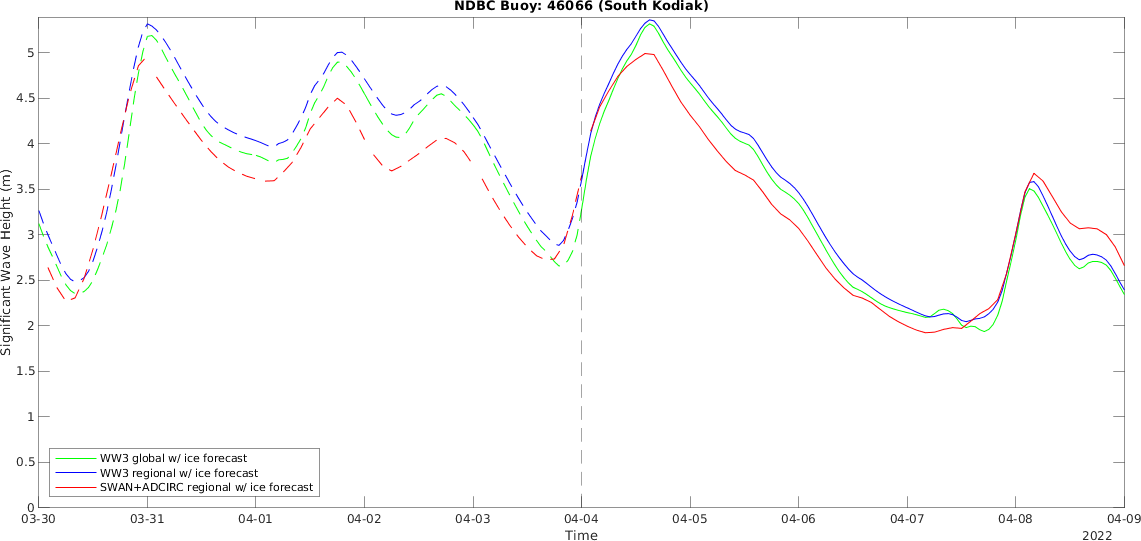 NDBC Buoy: 46066 (South Kodiak)
Significant Wave Height (m)
5
4.5
4
3.5
3
2.5
2
1.5
1
0.5
0
WW3 global w/ ice forecast
WW3 regional w/ ice forecast
SWAN+ADCIRC regional w/ ice forecast
03-30 03-31 04-01 04-02 04-03 04-04 04-05 04-06 04-07 04-08 04-09
Time
2022